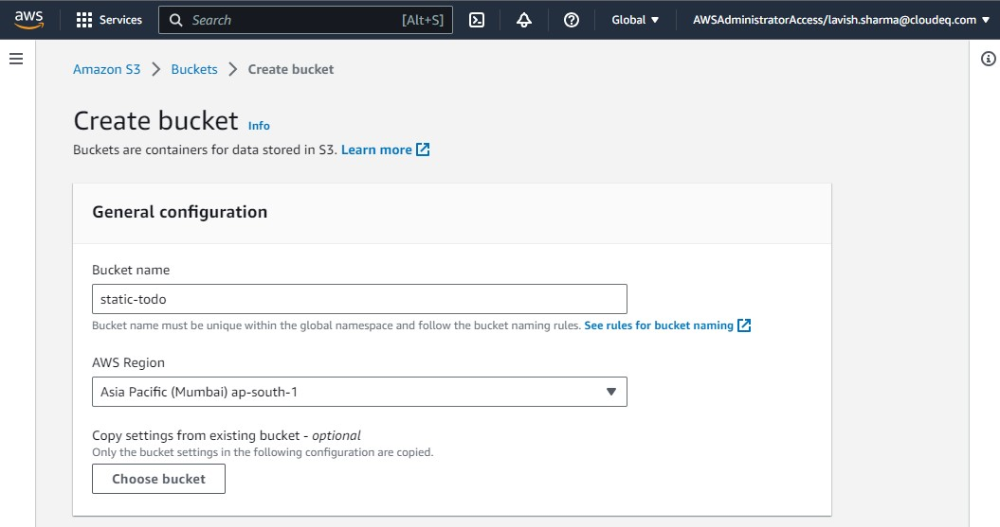 aws Services Search [Alt+S] Global AWSAdministratorAccess/lavish.sharma@cloudeq.com
Amazon S3 > Buckets > Create bucket
Create bucket Info
Buckets are containers for data stored in S3. Learn more
General configuration
Bucket name
static-todo
Bucket name must be unique within the global namespace and follow the bucket naming rules. See rules for bucket naming
AWS Region
Asia Pacific (Mumbai) ap-south-1
Copy settings from existing bucket - optional
Only the bucket settings in the following configuration are copied.
Choose bucket